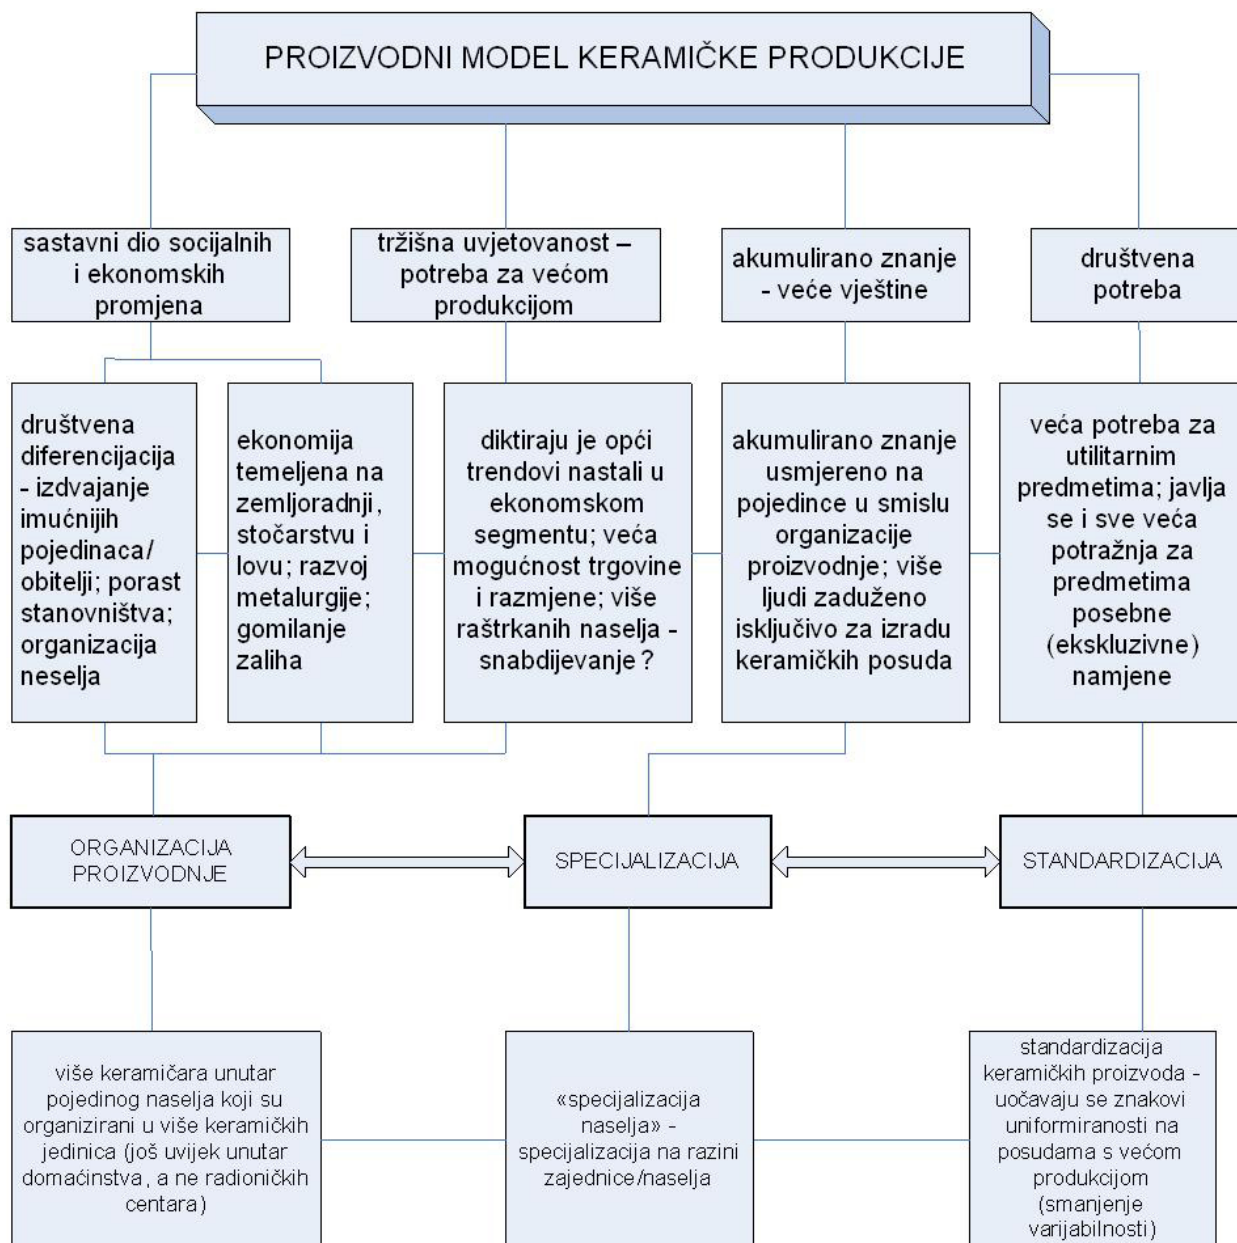 PROIZVODNI MODEL KERAMIČKE PRODUKCIJE
sastavni dio socijalnih
i ekonomskih
promjena
tržišna uvjetovanost –
potreba za većom
produkcijom
akumulirano znanje
- veće vještine
društvena
potreba
društvena
diferencijacija
- izdvajanje
imućnijih
pojedinaca/
obitelji; porast
stanovništva;
organizacija
neselja
ekonomija
temeljena na
zemljoradnji,
stočarstvu i
lovu; razvoj
metalurgije;
gomilanje
zaliha
diktiraju je opći
trendovi nastali u
ekonomskom
segmentu; veća
mogućnost trgovine
i razmjene; više
raštrkanih naselja -
snabdijevanje ?
akumulirano znanje
usmjereno na
pojedince u smislu
organizacije
proizvodnje; više
ljudi zaduženo
isključivo za izradu
keramičkih posuda
veća potreba za
utilitarnim
predmetima; javlja
se i sve veća
potražnja za
predmetima
posebne
(ekskluzivne)
namjene
ORGANIZACIJA
PROIZVODNJE
SPECIJALIZACIJA
STANDARDIZACIJA
više keramičara unutar
pojedinog naselja koji su
organizirani u više keramičkih
jedinica (još uvijek unutar
domaćinstva, a ne radioničkih
centara)
«specijalizacija
naselja» -
specijalizacija na razini
zajednice/naselja
standardizacija
keramičkih proizvoda -
uočavaju se znakovi
uniformiranosti na
posudama s većom
produkcijom
(smanjenje
varijabilnosti)